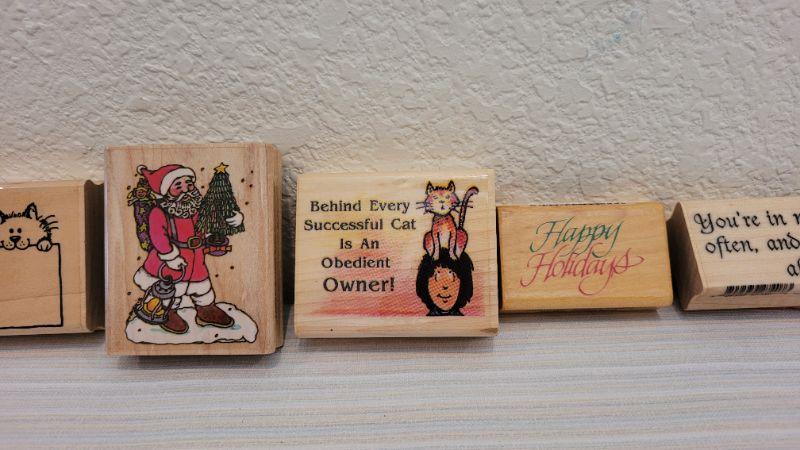 Behind Every
Successful Cat
Is An
Obedient
Owner!
Happy
Holidays
You're in
often, and